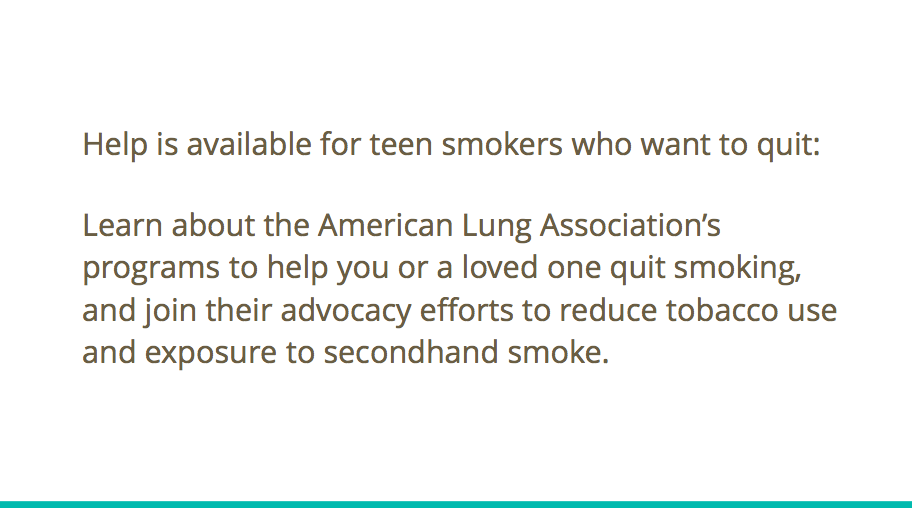 Help is available for teen smokers who want to quit:
Learn about the American Lung Association’s
programs to help you or a loved one quit smoking,
and join their advocacy efforts to reduce tobacco use
and exposure to secondhand smoke.